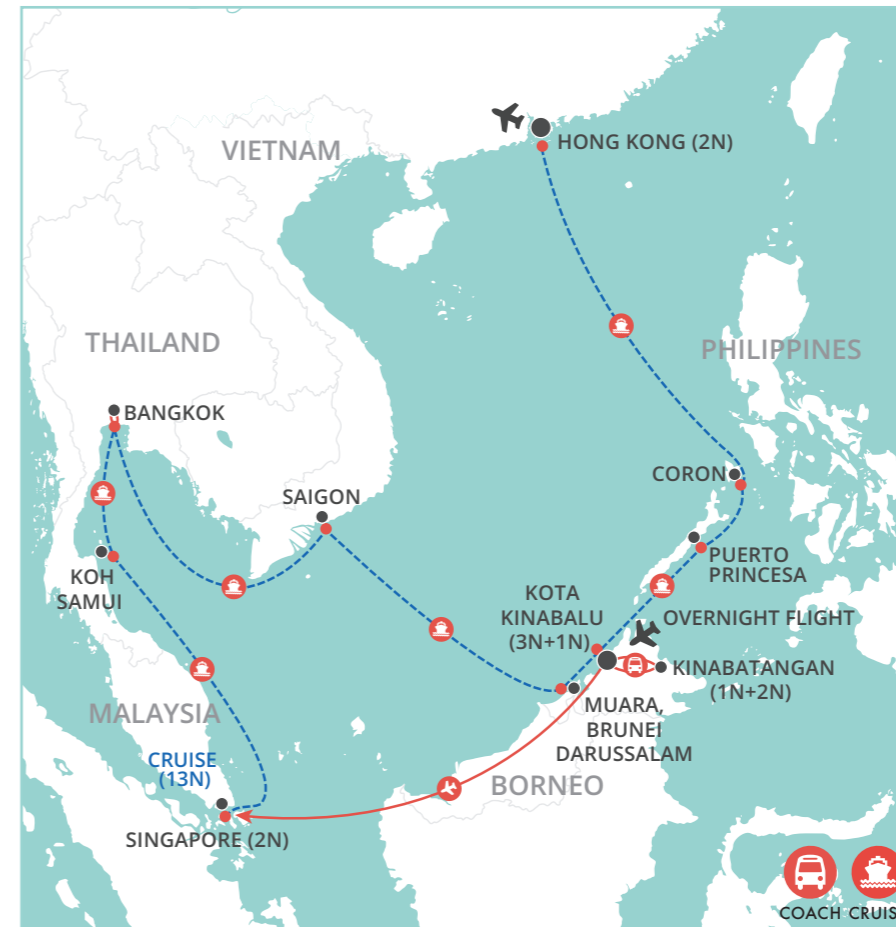 HONG KONG (2N)
VIETNAM
THAILAND
PHILIPPINES
BANGKOK
CORON
SAIGON
PUERTO
PRINCESA
KOH
SAMUI
KOTA
KINABALU
(3N+1N)
OVERNIGHT FLIGHT
KINABATANGAN
(1N+2N)
MUARA,
BRUNEI
DARUSSALAM
MALAYSIA
CRUISE
(13N)
BORNEO
SINGAPORE (2N)
COACH CRUIS